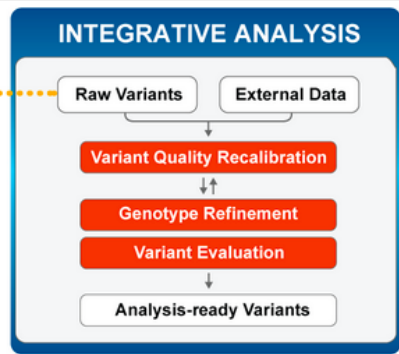 INTEGRATIVE ANALYSIS
Raw Variants
External Data
Variant Quality Recalibration
Genotype Refinement
Variant Evaluation
Analysis-ready Variants